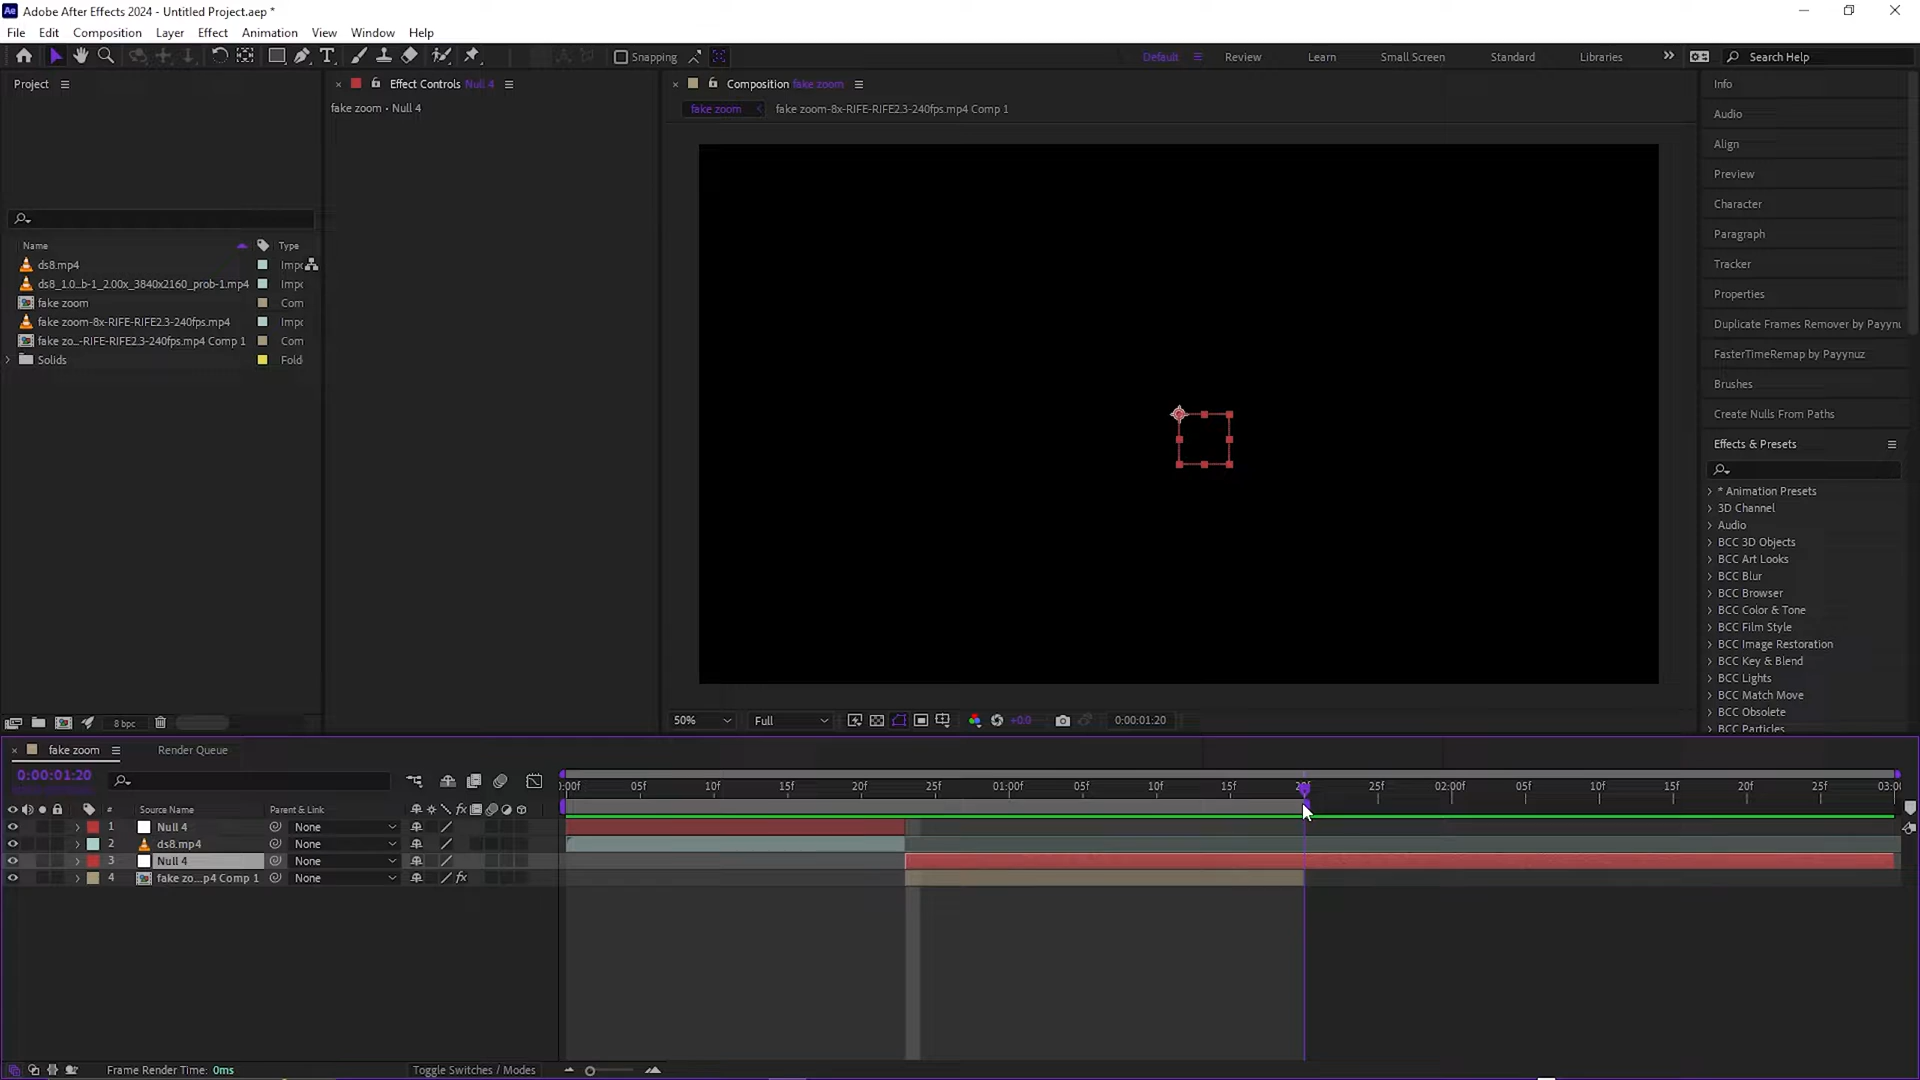 Adobe After Effects 2024 - Untitled Project.aep *
File Edit Composition Layer Effect Animation View Window Help
Snapping
Default Review Learn Small Screen Standard Libraries Search Help
Project
Effect Controls Null 4
fake zoom • Null 4
Composition fake zoom
fake zoom fake zoom-8x-RIFE-RIFE2.3-240fps.mp4 Comp 1
Name Type
ds8.mp4 Impo
ds8_1.0...b-1_2.00x_3840x2160_prob-1.mp4 Impo
fake zoom Com
fake zoom-8x-RIFE-RIFE2.3-240fps.mp4 Impo
fake zo...-RIFE-RIFE2.3-240fps.mp4 Comp 1 Com
Solids Fold
8 bpc
50% Full +0.0 0:00:01:20
Info
Audio
Align
Preview
Character
Paragraph
Tracker
Properties
Duplicate Frames Remover by Payynu
FasterTimeRemap by Payynuz
Brushes
Create Nulls From Paths
Effects & Presets
* Animation Presets
3D Channel
Audio
BCC 3D Objects
BCC Art Looks
BCC Blur
BCC Browser
BCC Color & Tone
BCC Film Style
BCC Image Restoration
BCC Key & Blend
BCC Lights
BCC Match Move
BCC Obsolete
BCC Particles
fake zoom Render Queue
0:00:01:20
:00f 05f 10f 15f 20f 25f 01:00f 05f 10f 15f 20f 25f 02:00f 05f 10f 15f 20f 25f 03:0
# Source Name Parent & Link fx
1 Null 4 None
2 ds8.mp4 None
3 Null 4 None
4 fake zo....p4 Comp 1 None fx
Frame Render Time: 0ms Toggle Switches / Modes